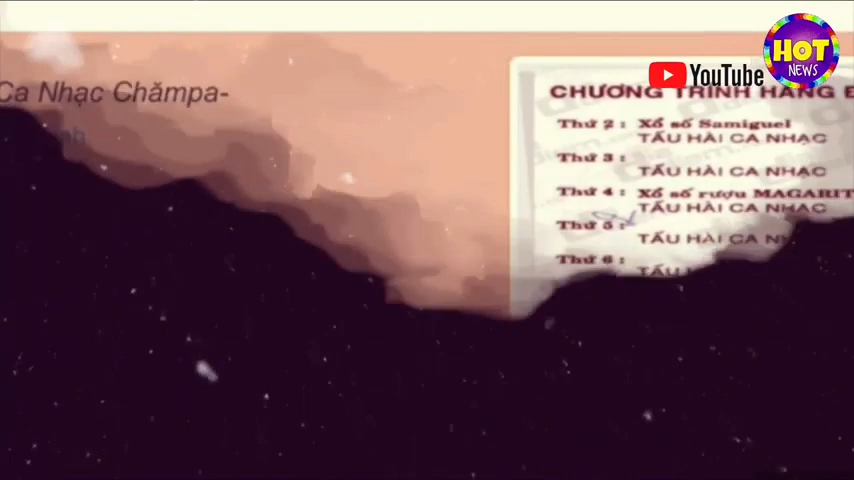 YouTube
HOT
NEWS
Ca Nhạc Chămpa-
CHƯƠNG TRÌNH HÀNG
Thứ 2 : Xổ số Samiguel
TẤU HÀI CA NHẠC
Thứ 3 :
TẤU HÀI CA NHẠC
Thứ 4 : Xổ số rượu MAGARIT
TẤU HÀI CA NHẠC
Thứ 5 :
TẤU HÀI CA
Thứ 6 :
TẤU